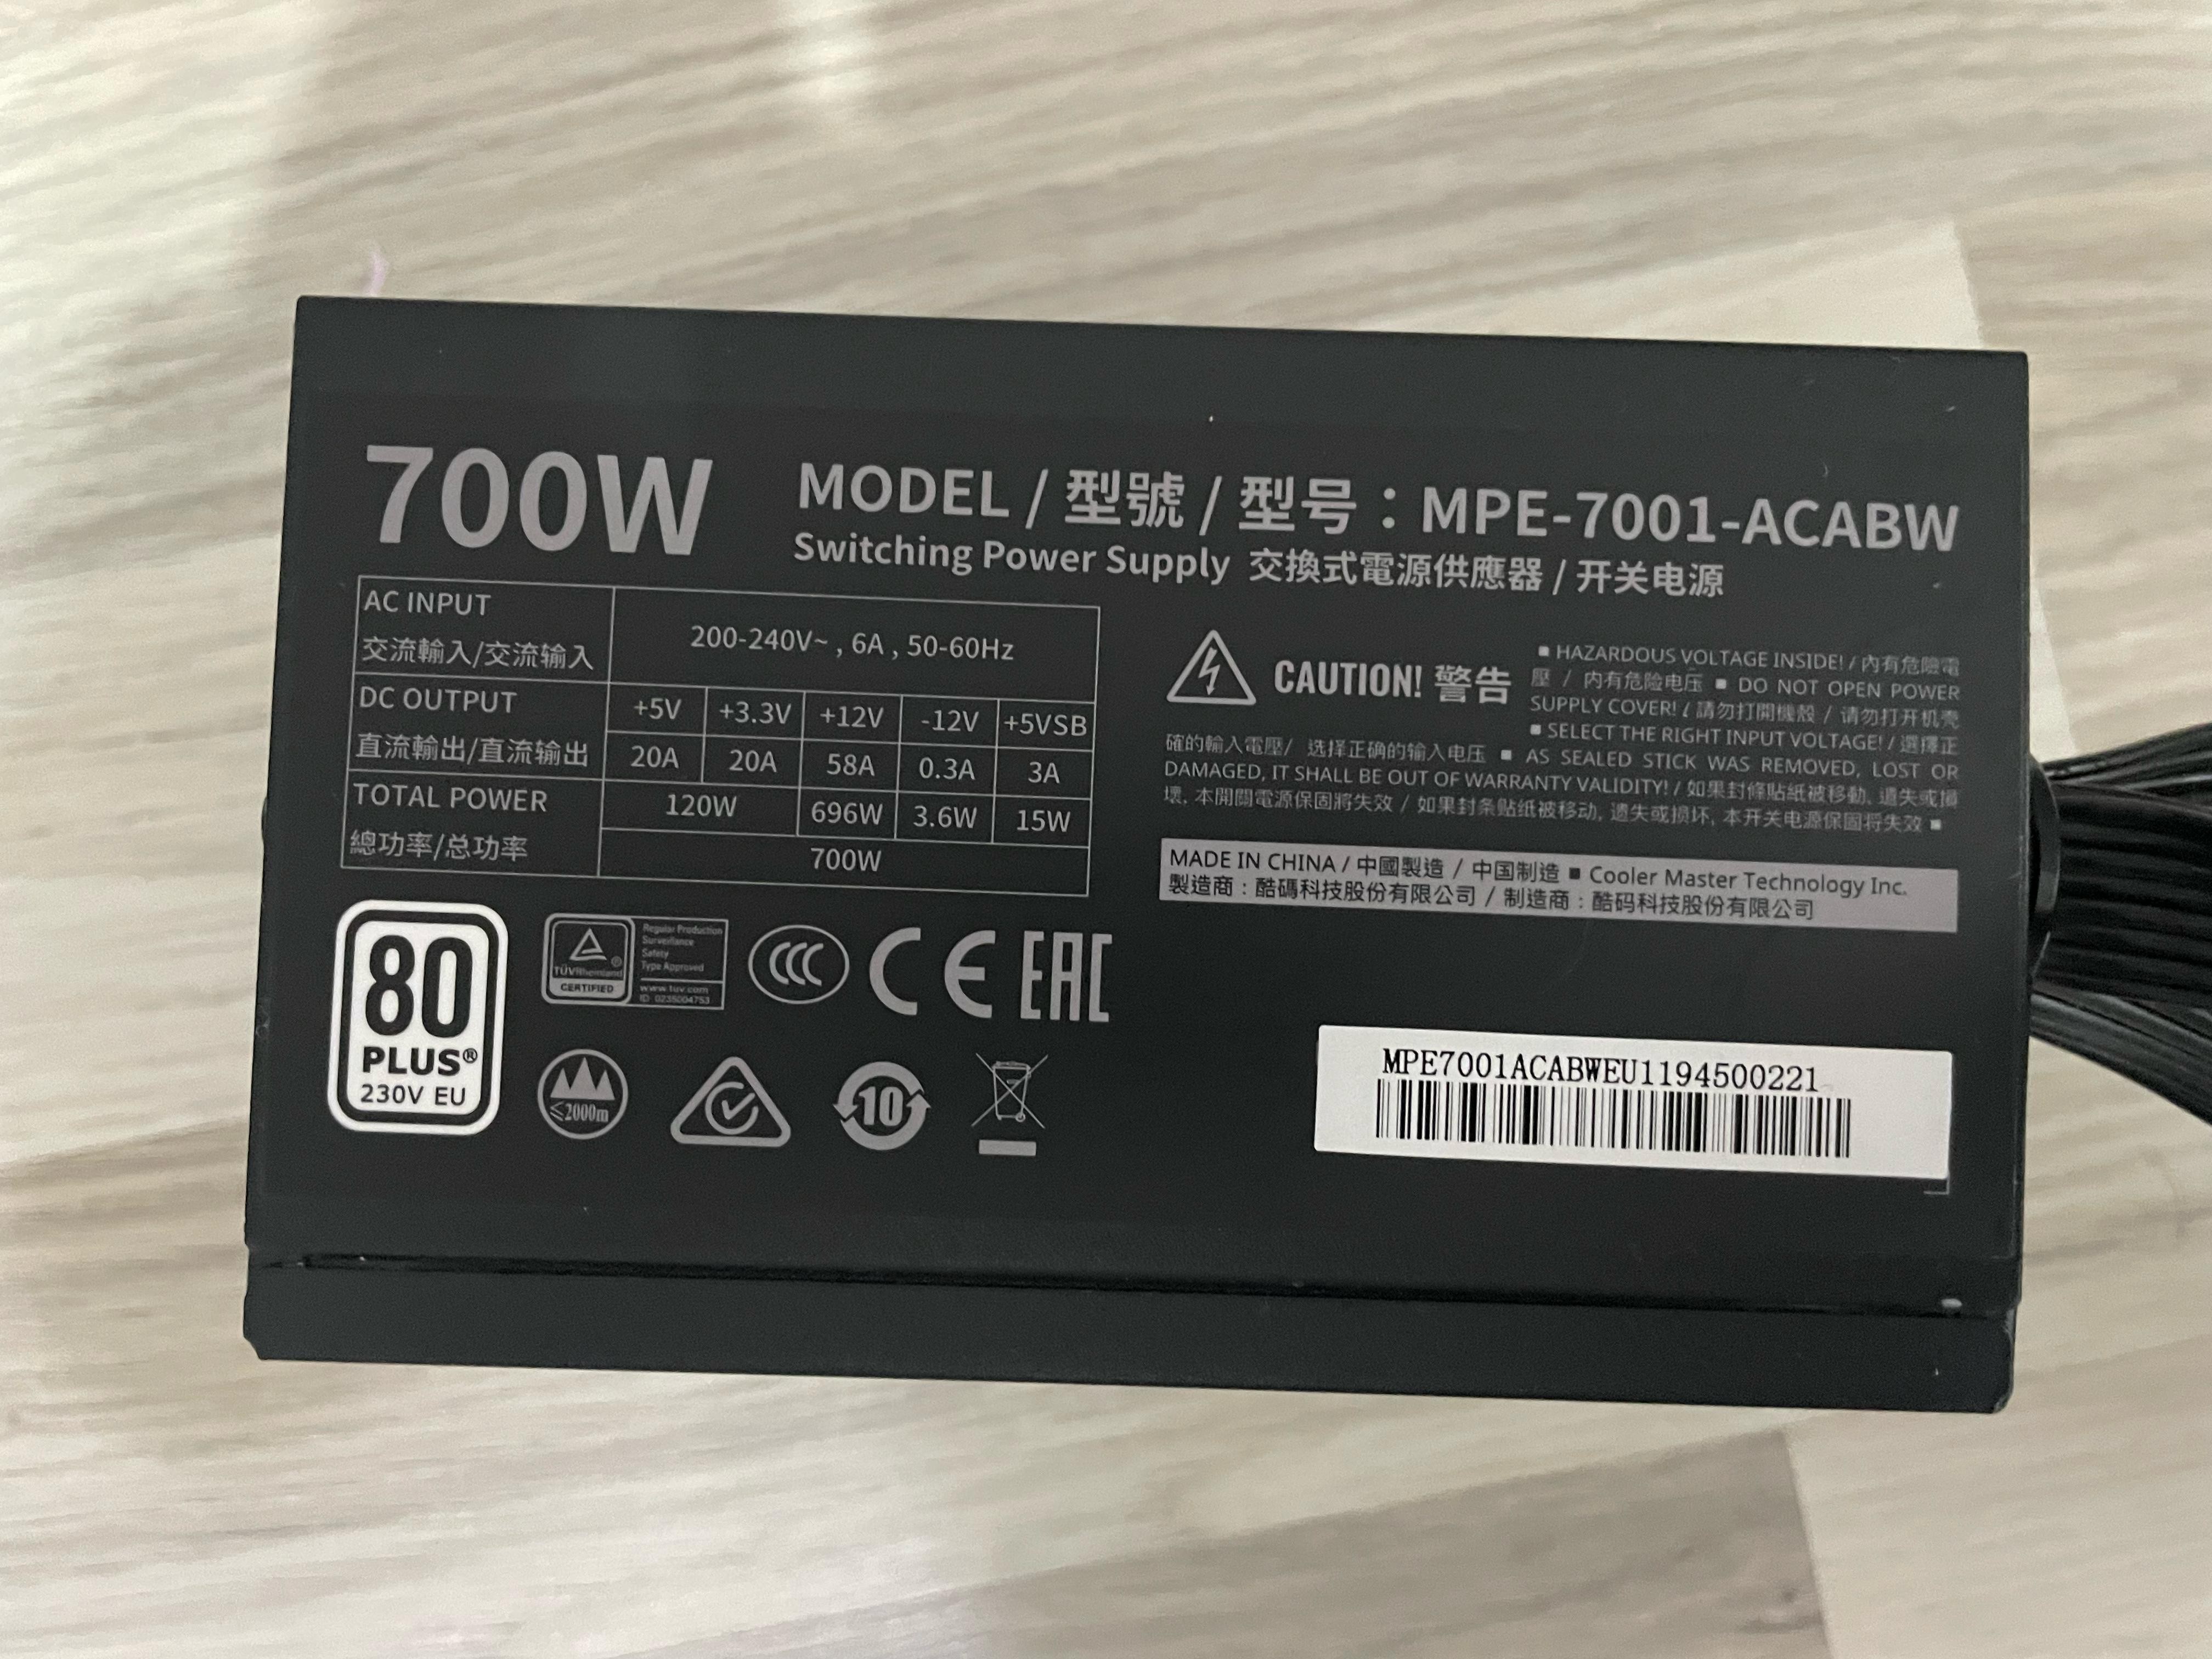 700W
MODEL / 型號 / 型号：MPE-7001-ACABW
Switching Power Supply 交換式電源供應器 / 开关电源
AC INPUT
交流輸入/交流输入
200-240V~ , 6A , 50-60Hz
DC OUTPUT
直流輸出/直流输出
+5V +3.3V +12V -12V +5VSB
20A 20A 58A 0.3A 3A
TOTAL POWER
總功率/总功率
120W 696W 3.6W 15W
700W
CAUTION! 警告
■ HAZARDOUS VOLTAGE INSIDE! / 內有危險電
壓 / 内有危险电压 ■ DO NOT OPEN POWER
SUPPLY COVER! / 請勿打開機殼 / 请勿打开机壳
■ SELECT THE RIGHT INPUT VOLTAGE! / 選擇正
確的輸入電壓/ 选择正确的输入电压 ■ AS SEALED STICK WAS REMOVED, LOST OR
DAMAGED, IT SHALL BE OUT OF WARRANTY VALIDITY! / 如果封條貼紙被移動, 遺失或損
壞, 本開關電源保固將失效 / 如果封条贴纸被移动, 遗失或损坏, 本开关电源保固将失效 ■
MADE IN CHINA / 中國製造 / 中国制造 ■ Cooler Master Technology Inc.
製造商：酷碼科技股份有限公司 / 制造商：酷码科技股份有限公司
80
PLUS®
230V EU
TÜVRheinland
CERTIFIED
Regular Production
Surveillance
Safety
Type Approved
www.tuv.com
ID 0235004753
CCC
CE
EAC
≤2000m
10
MPE7001ACABWEU1194500221